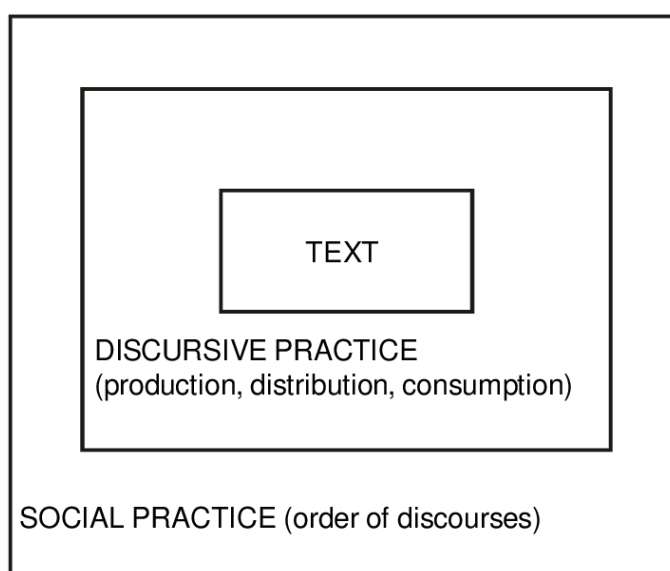 TEXT
DISCURSIVE PRACTICE
(production, distribution, consumption)
SOCIAL PRACTICE (order of discourses)